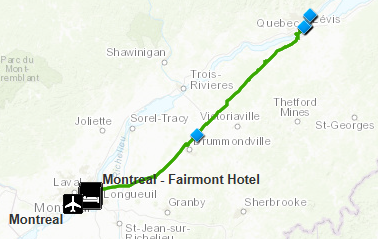 Quebec
Lévis
Shawinigan
Parc du
Mont-
Tremblant
Trois-
Rivieres
Thetford
Mines
Victoriaville
St-Georges
Joliette
Sorel-Tracy
Richelieu
Drummondville
Montreal - Fairmont Hotel
Laval
Longueuil
Montreal
Granby
Sherbrooke
St-Jean-sur-
Richelieu